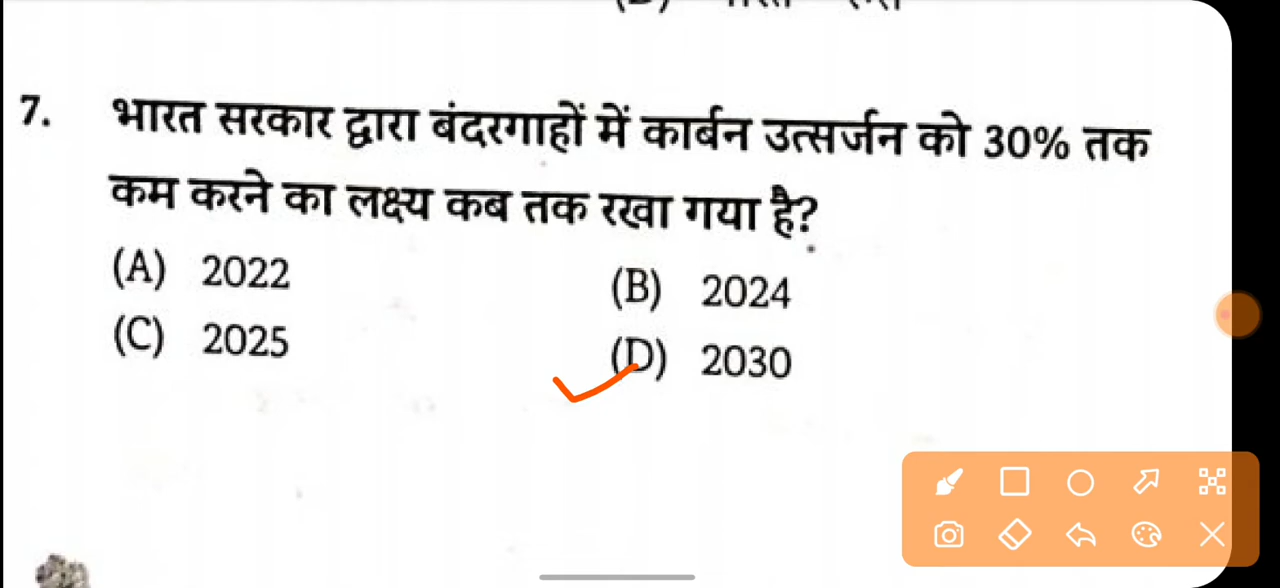 7. भारत सरकार द्वारा बंदरगाहों में कार्बन उत्सर्जन को 30% तक
कम करने का लक्ष्य कब तक रखा गया है?
(A) 2022 (B) 2024
(C) 2025 (D) 2030